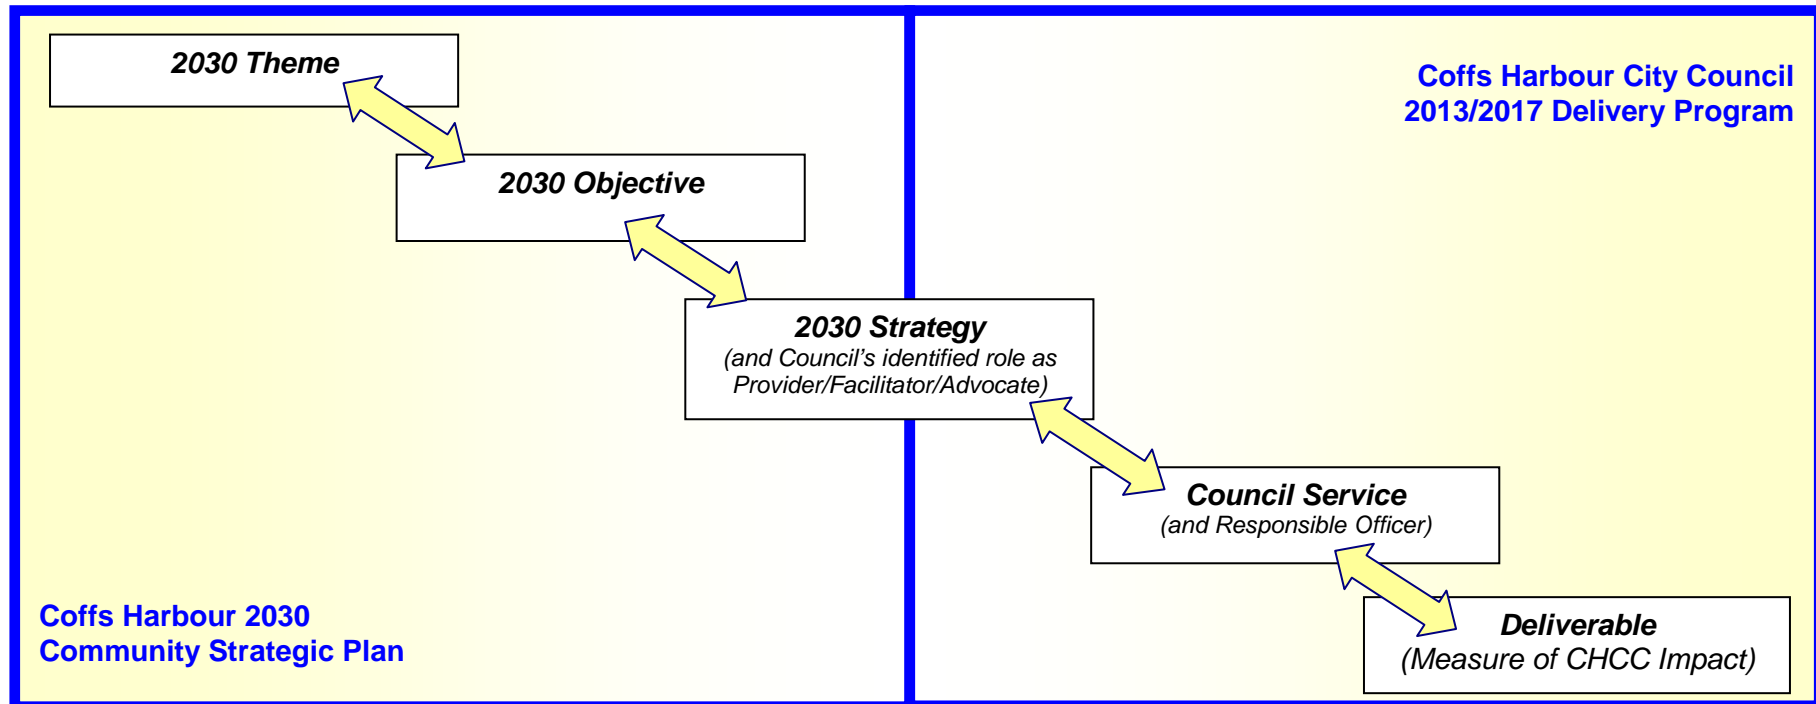 2030 Theme
Coffs Harbour City Council
2013/2017 Delivery Program
2030 Objective
2030 Strategy
(and Council's identified role as
Provider/Facilitator/Advocate)
Council Service
(and Responsible Officer)
Coffs Harbour 2030
Community Strategic Plan
Deliverable
(Measure of CHCC Impact)